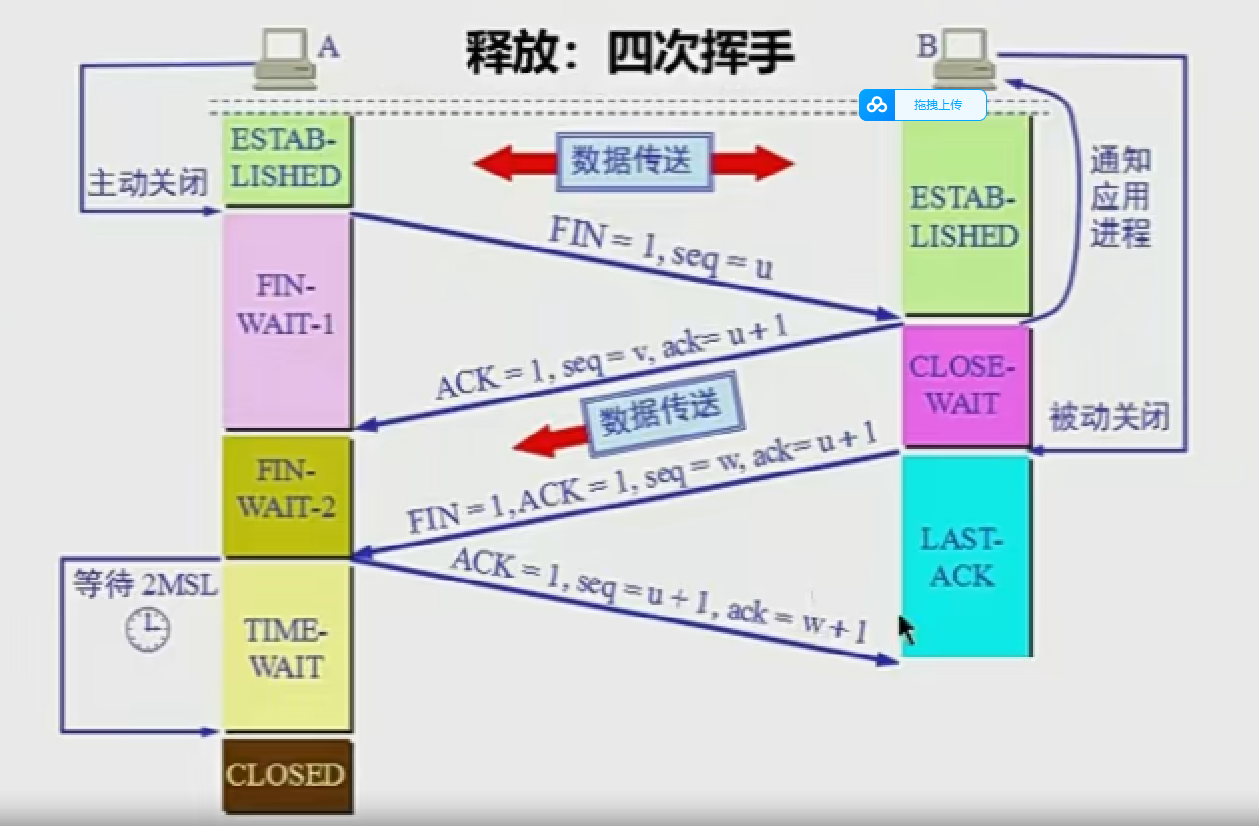 释放：四次挥手
A
B
拖拽上传
ESTAB-
LISHED
主动关闭
数据传送
ESTAB-
LISHED
通知
应用
进程
FIN = 1, seq = u
FIN-
WAIT-1
ACK = 1, seq = v, ack= u + 1
CLOSE-
WAIT
数据传送
被动关闭
FIN-
WAIT-2
FIN = 1, ACK = 1, seq = w, ack= u + 1
LAST-
ACK
ACK = 1, seq = u + 1, ack = w + 1
等待 2MSL
TIME-
WAIT
CLOSED